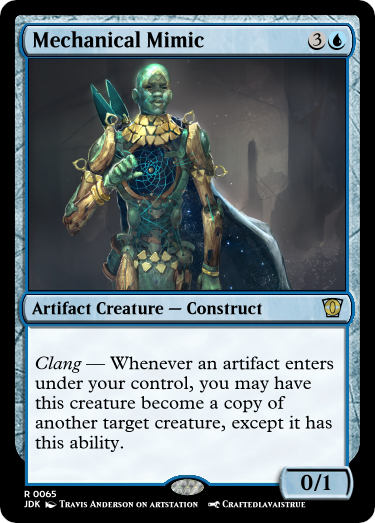 Mechanical Mimic 3
Artifact Creature — Construct
Clang — Whenever an artifact enters
under your control, you may have
this creature become a copy of
another target creature, except it has
this ability.
0/1
R 0065
JDK Travis Anderson on artstation Craftedlavaistrue